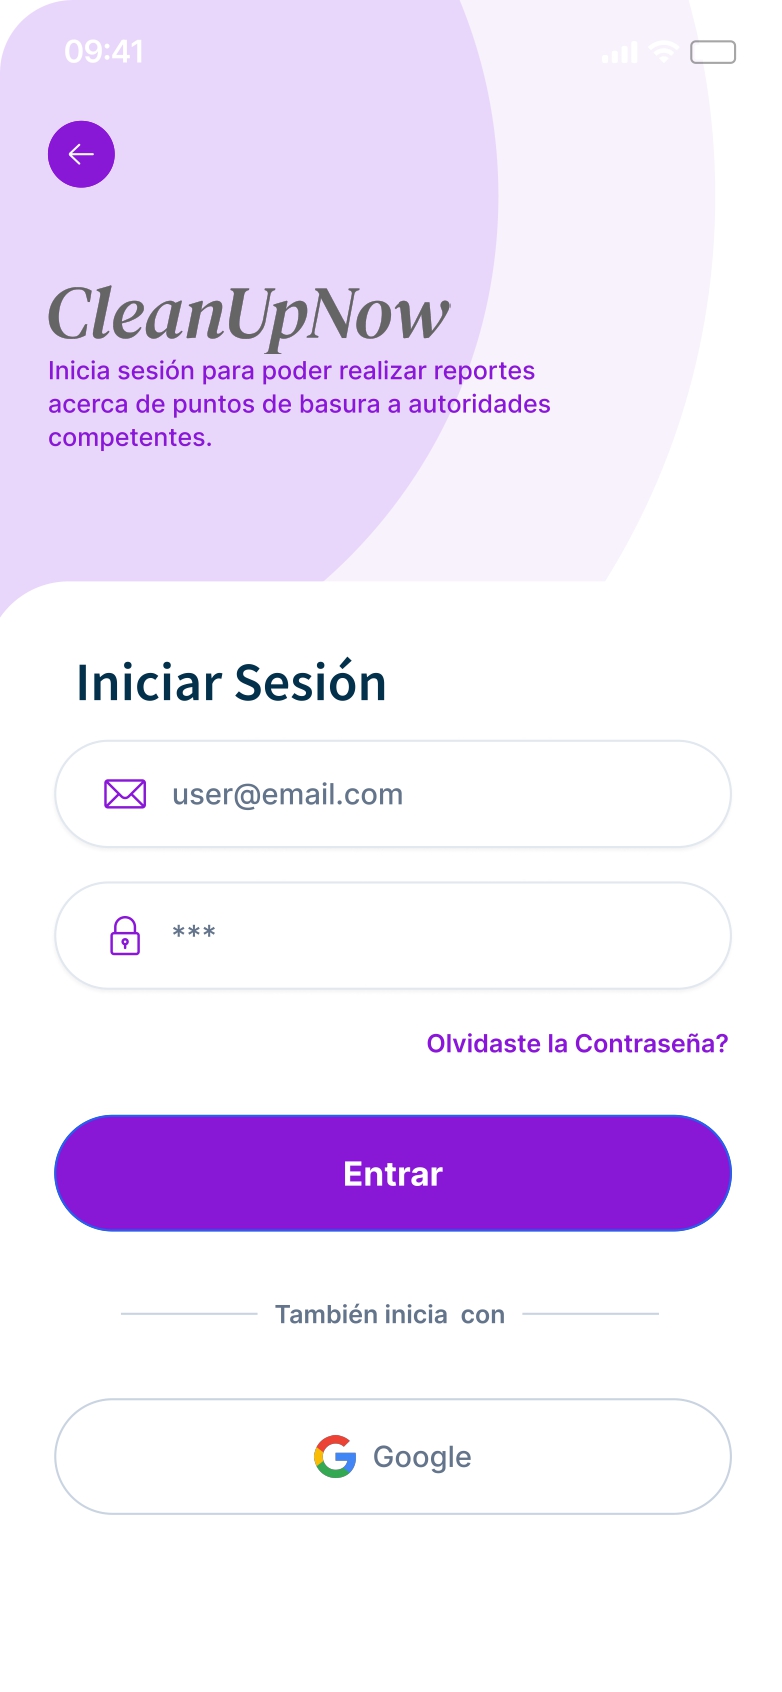 09:41
CleanUpNow
Inicia sesión para poder realizar reportes
acerca de puntos de basura a autoridades
competentes.
Iniciar Sesión
user@email.com
***
Olvidaste la Contraseña?
Entrar
También inicia  con
Google